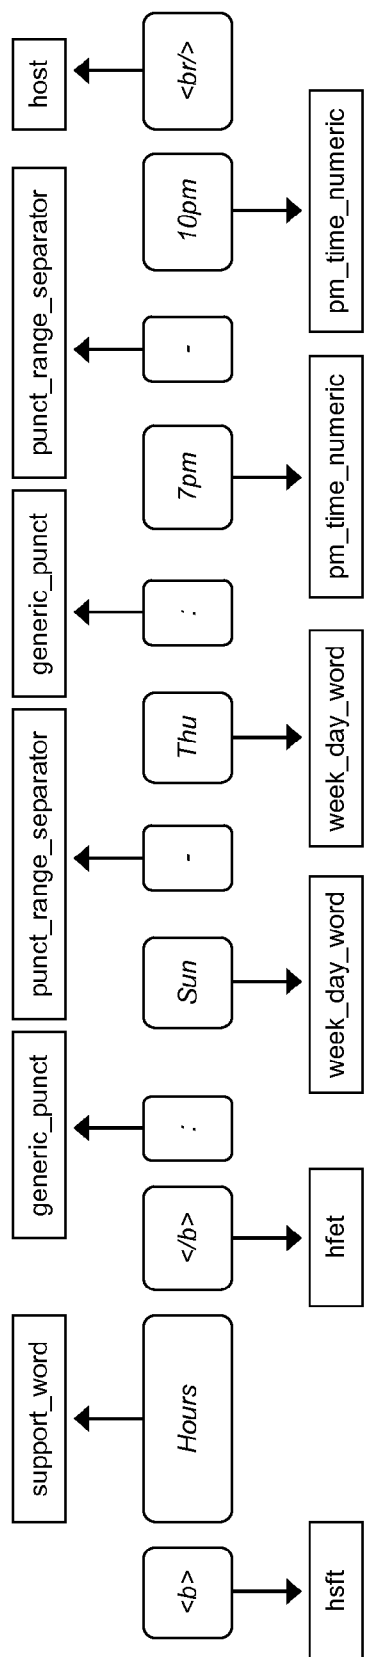 support_word generic_punct punct_range_separator generic_punct punct_range_separator host
<b> Hours </b> : Sun - Thu : 7pm - 10pm <br/>
hsft hfet week_day_word week_day_word pm_time_numeric pm_time_numeric